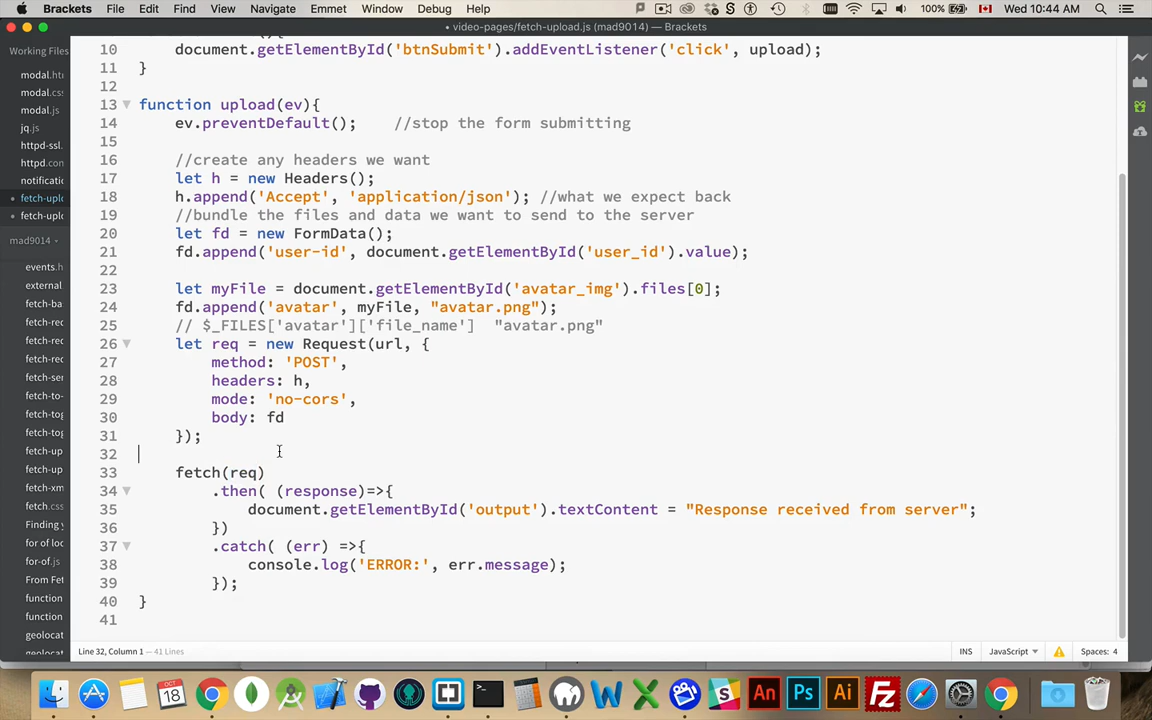 Brackets File Edit Find View Navigate Emmet Window Debug Help 100% Wed 10:44 AM
• video-pages/fetch-upload.js (mad9014) — Brackets
Working Files
modal.htm
modal.css
modal.js
jq.js
httpd-ssl.
httpd.con
notificatio
• fetch-uplo
• fetch-uplo
mad9014
events.h
external
fetch-ba
fetch-rec
fetch-rec
fetch-rec
fetch-ser
fetch-to-
fetch-tog
fetch-tog
fetch-up
fetch-up
fetch-xm
fetch.css
Finding y
for of loc
for-of.js
From Fet
function
function
geolocat
geolocat
10 document.getElementById('btnSubmit').addEventListener('click', upload);
11 }
12
13 function upload(ev){
14 ev.preventDefault(); //stop the form submitting
15
16 //create any headers we want
17 let h = new Headers();
18 h.append('Accept', 'application/json'); //what we expect back
19 //bundle the files and data we want to send to the server
20 let fd = new FormData();
21 fd.append('user-id', document.getElementById('user_id').value);
22
23 let myFile = document.getElementById('avatar_img').files[0];
24 fd.append('avatar', myFile, "avatar.png");
25 // $_FILES['avatar']['file_name'] "avatar.png"
26 let req = new Request(url, {
27 method: 'POST',
28 headers: h,
29 mode: 'no-cors',
30 body: fd
31 });
32
33 fetch(req)
34 .then( (response)=>{
35 document.getElementById('output').textContent = "Response received from server";
36 })
37 .catch( (err) =>{
38 console.log('ERROR:', err.message);
39 });
40 }
41
Line 32, Column 1 — 41 Lines INS JavaScript Spaces: 4
OCT 18 An Ps Ai Fz